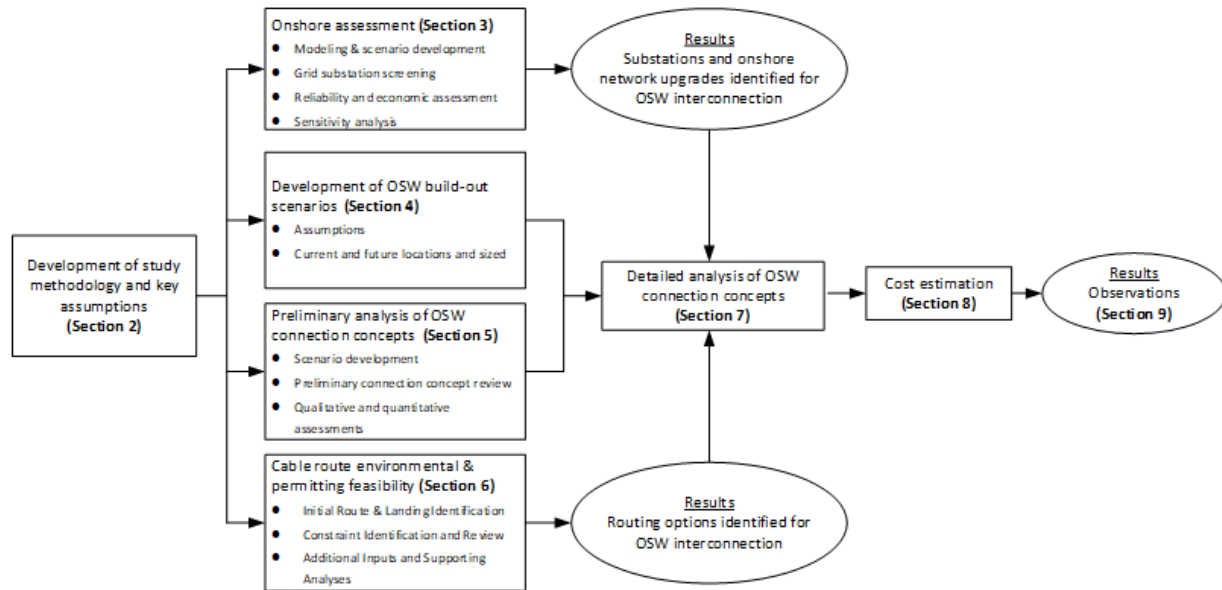 Development of study
methodology and key
assumptions
(Section 2)
Onshore assessment (Section 3)
● Modeling & scenario development
● Grid substation screening
● Reliability and economic assessment
● Sensitivity analysis
Results
Substations and onshore
network upgrades identified for
OSW interconnection
Development of OSW build-out
scenarios (Section 4)
● Assumptions
● Current and future locations and sized
Preliminary analysis of OSW
connection concepts (Section 5)
● Scenario development
● Preliminary connection concept review
● Qualitative and quantitative
assessments
Cable route environmental &
permitting feasibility (Section 6)
● Initial Route & Landing Identification
● Constraint Identification and Review
● Additional Inputs and Supporting
Analyses
Results
Routing options identified for
OSW interconnection
Detailed analysis of OSW
connection concepts
(Section 7)
Cost estimation
(Section 8)
Results
Observations
(Section 9)